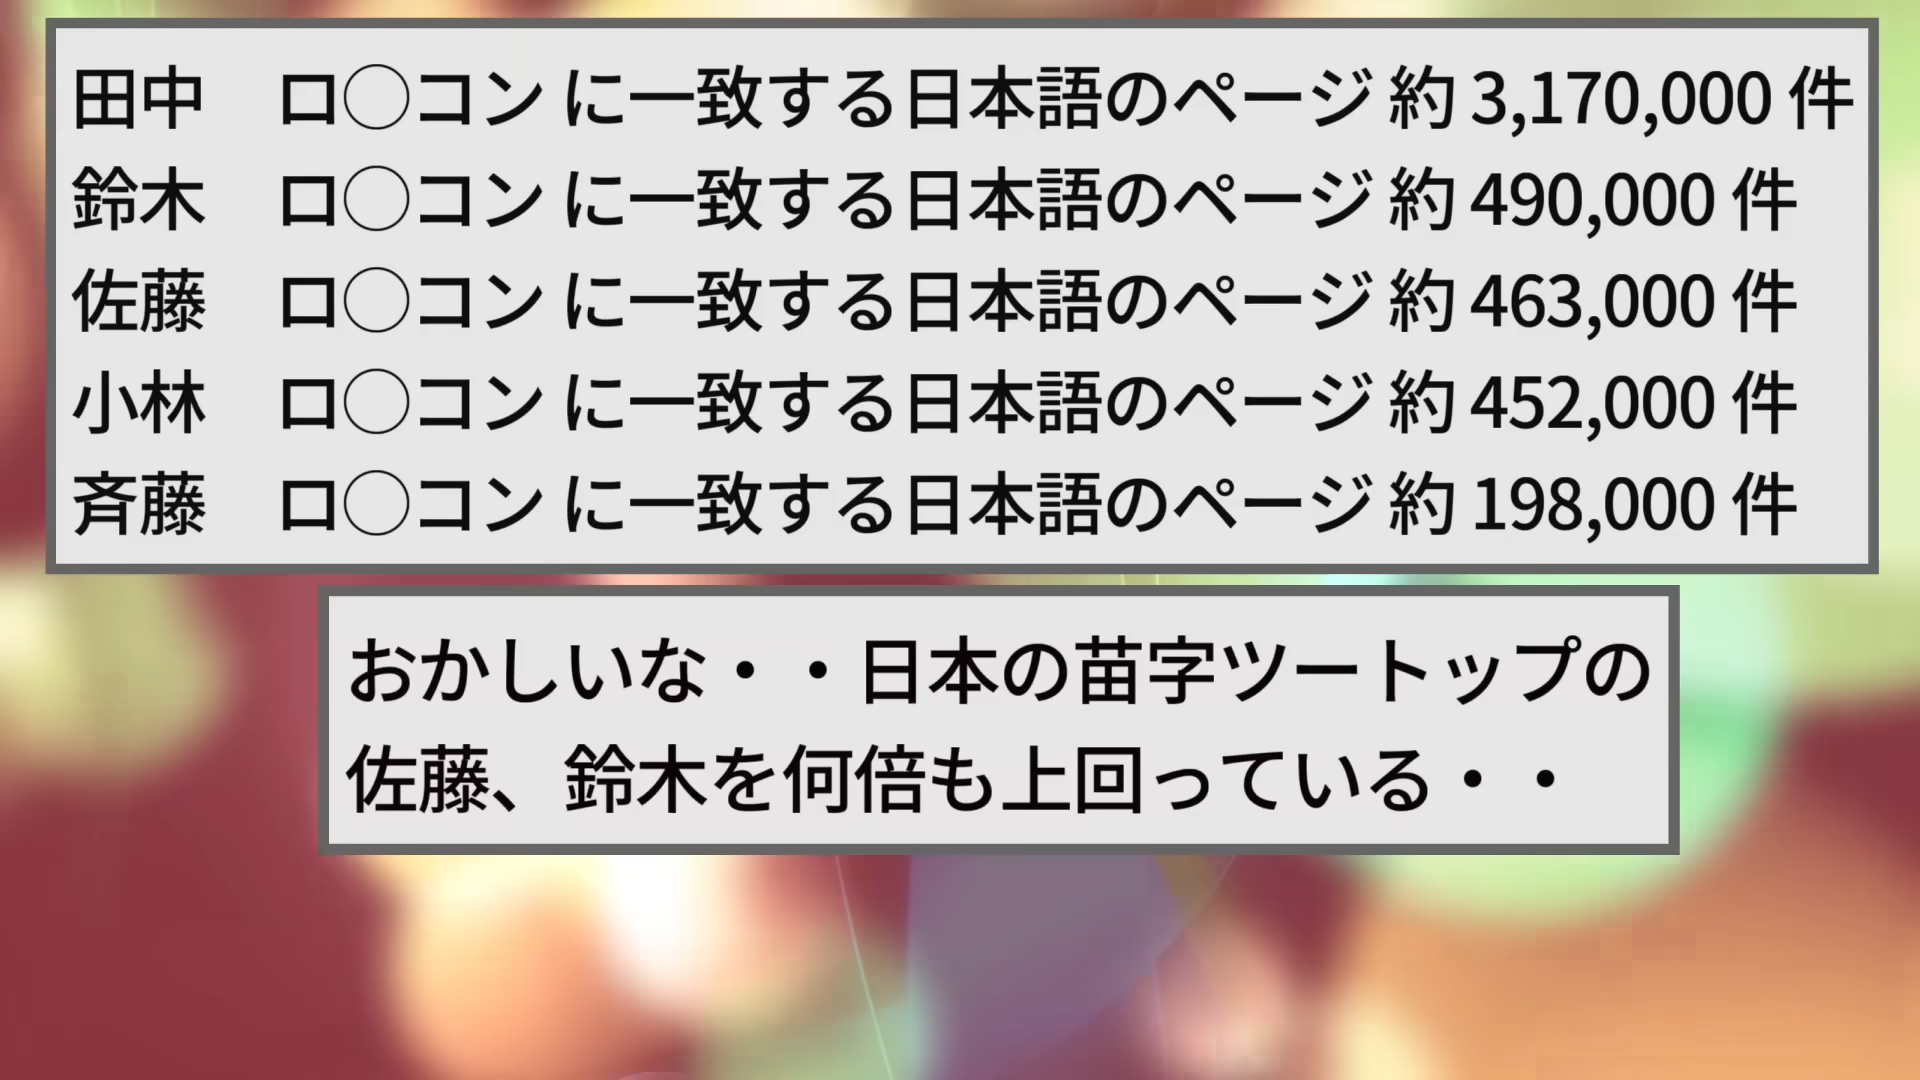 田中　ロ◯コン に一致する日本語のページ 約 3,170,000 件
鈴木　ロ◯コン に一致する日本語のページ 約 490,000 件
佐藤　ロ◯コン に一致する日本語のページ 約 463,000 件
小林　ロ◯コン に一致する日本語のページ 約 452,000 件
斉藤　ロ◯コン に一致する日本語のページ 約 198,000 件
おかしいな・・日本の苗字ツートップの
佐藤、鈴木を何倍も上回っている・・